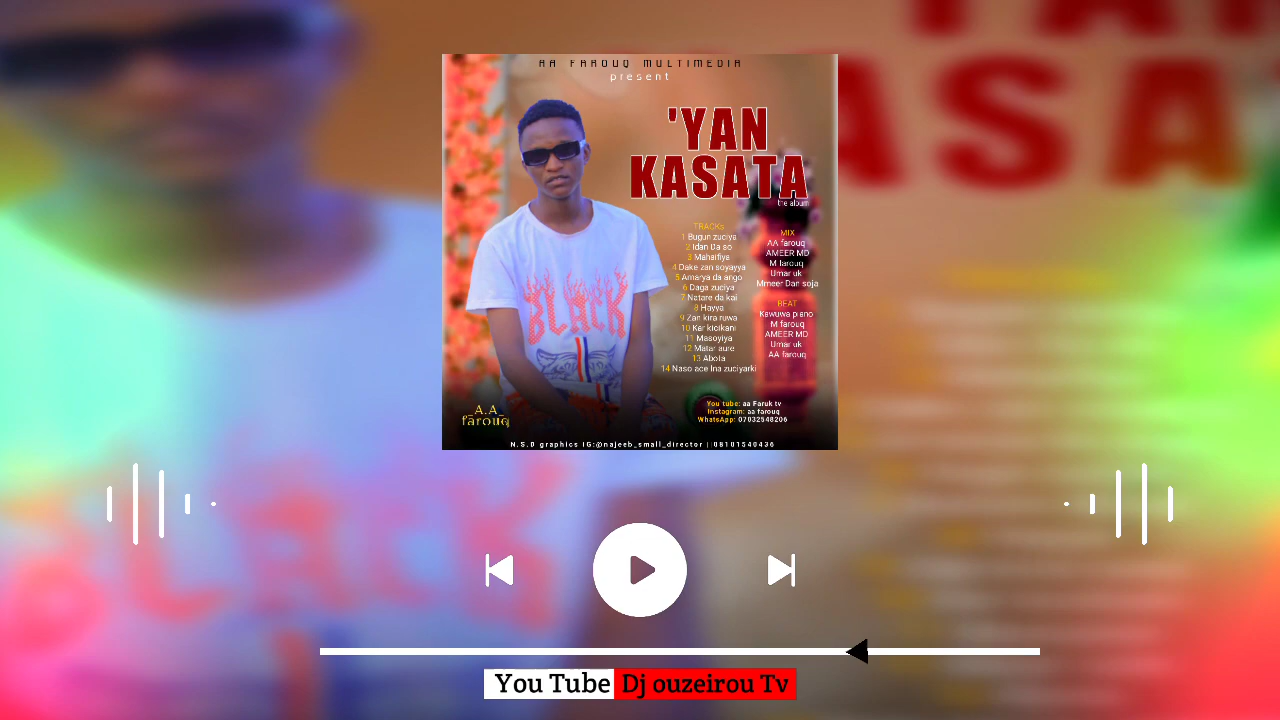 AA FAROUQ MULTIMEDIA
present
'YAN
KASATA
the album
TRACKs
1 Bugun zuciya
2 Idan Da so
3 Mahaifiya
4 Dake zan soyayya
5 Amarya da ango
6 Daga zuciya
7 Natare da kai
8 Hayya
9 Zan kira ruwa
10 Kar kicikani
11 Masoyiya
12 Matar aure
13 Abota
14 Naso ace Ina zuciyarki
MIX
AA farouq
AMEER MD
M farouq
Umar uk
Mmeer Dan soja
BEAT
Kawuwa piano
M farouq
AMEER MD
Umar uk
AA farouq
BLACK
_A.A_
farouq
You tube: aa Faruk tv
Instagram: aa farouq
WhatsApp: 07032548206
N.S.D graphics IG:@najeeb_small_director ||08101540436
You Tube Dj ouzeirou Tv